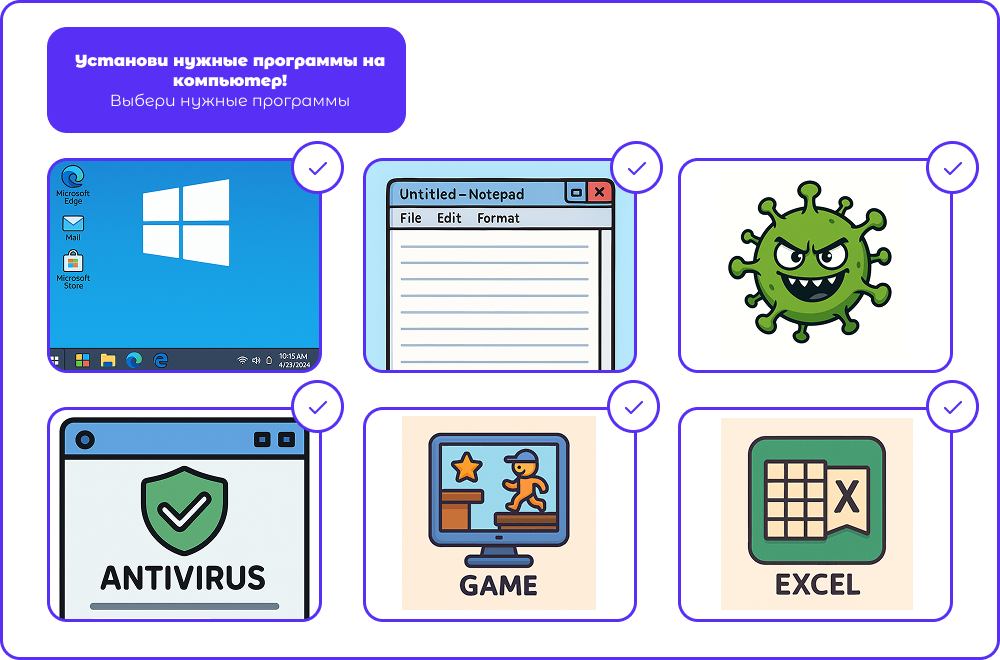 Установи нужные программы на
компьютер!
Выбери нужные программы
Microsoft
Edge
Mail
Microsoft
Store
10:15 AM
4/23/2024
Untitled – Notepad
File Edit Format
ANTIVIRUS
GAME
X
EXCEL